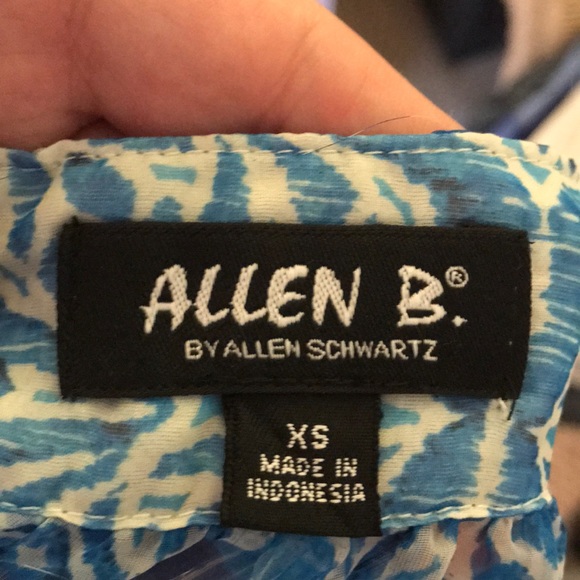 ALLEN B.®
BY ALLEN SCHWARTZ
XS
MADE IN
INDONESIA